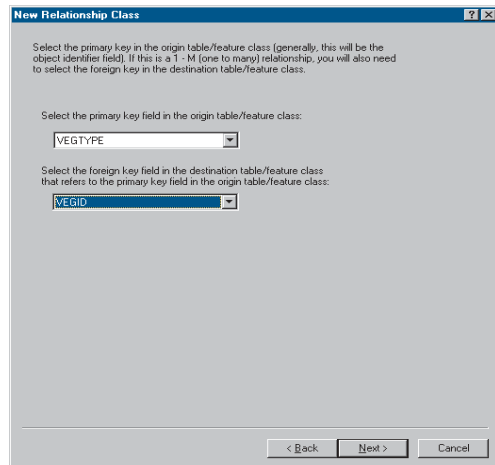 New Relationship Class
Select the primary key in the origin table/feature class (generally, this will be the
object identifier field). If this is a 1 - M (one to many) relationship, you will also need
to select the foreign key in the destination table/feature class.
Select the primary key field in the origin table/feature class:
VEGTYPE
Select the foreign key field in the destination table/feature class
that refers to the primary key field in the origin table/feature class:
VEGID
< Back Next > Cancel